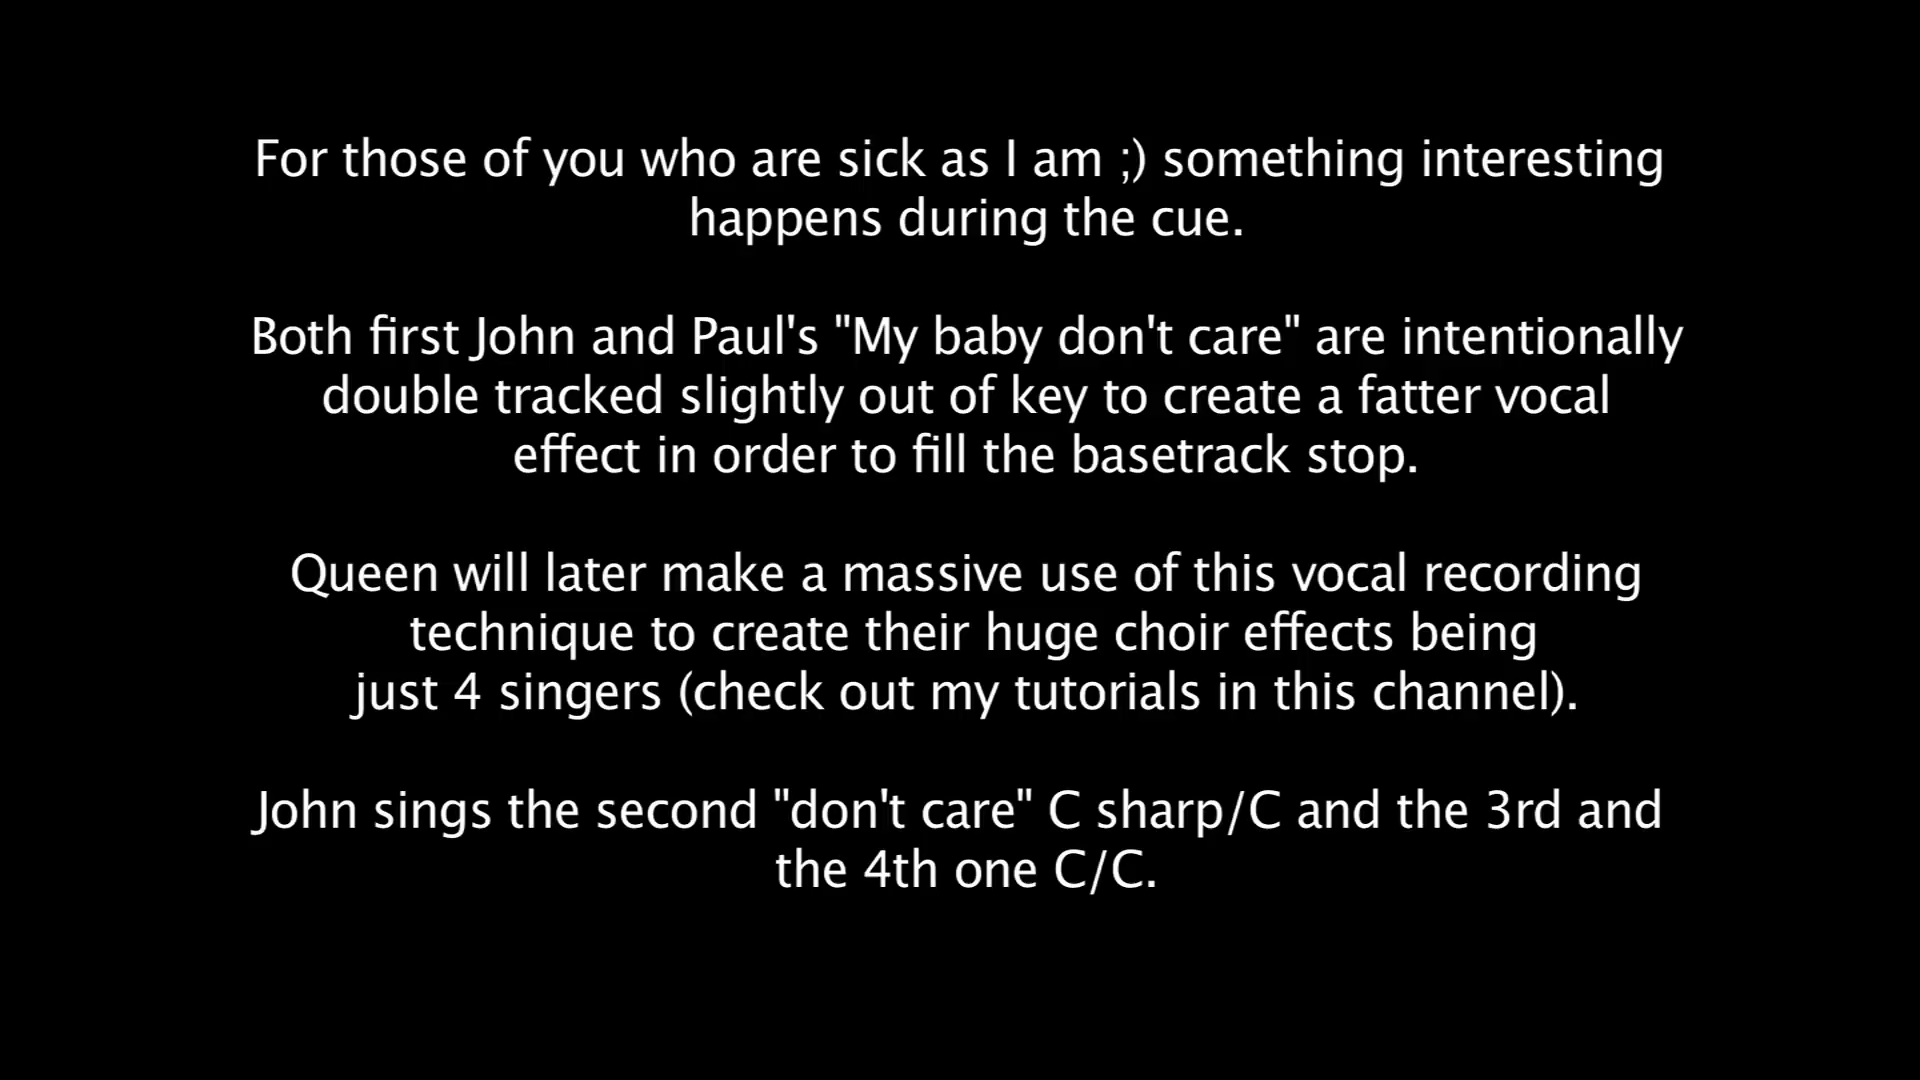 For those of you who are sick as I am ;) something interesting
happens during the cue.
Both first John and Paul's "My baby don't care" are intentionally
double tracked slightly out of key to create a fatter vocal
effect in order to fill the basetrack stop.
Queen will later make a massive use of this vocal recording
technique to create their huge choir effects being
just 4 singers (check out my tutorials in this channel).
John sings the second "don't care" C sharp/C and the 3rd and
the 4th one C/C.